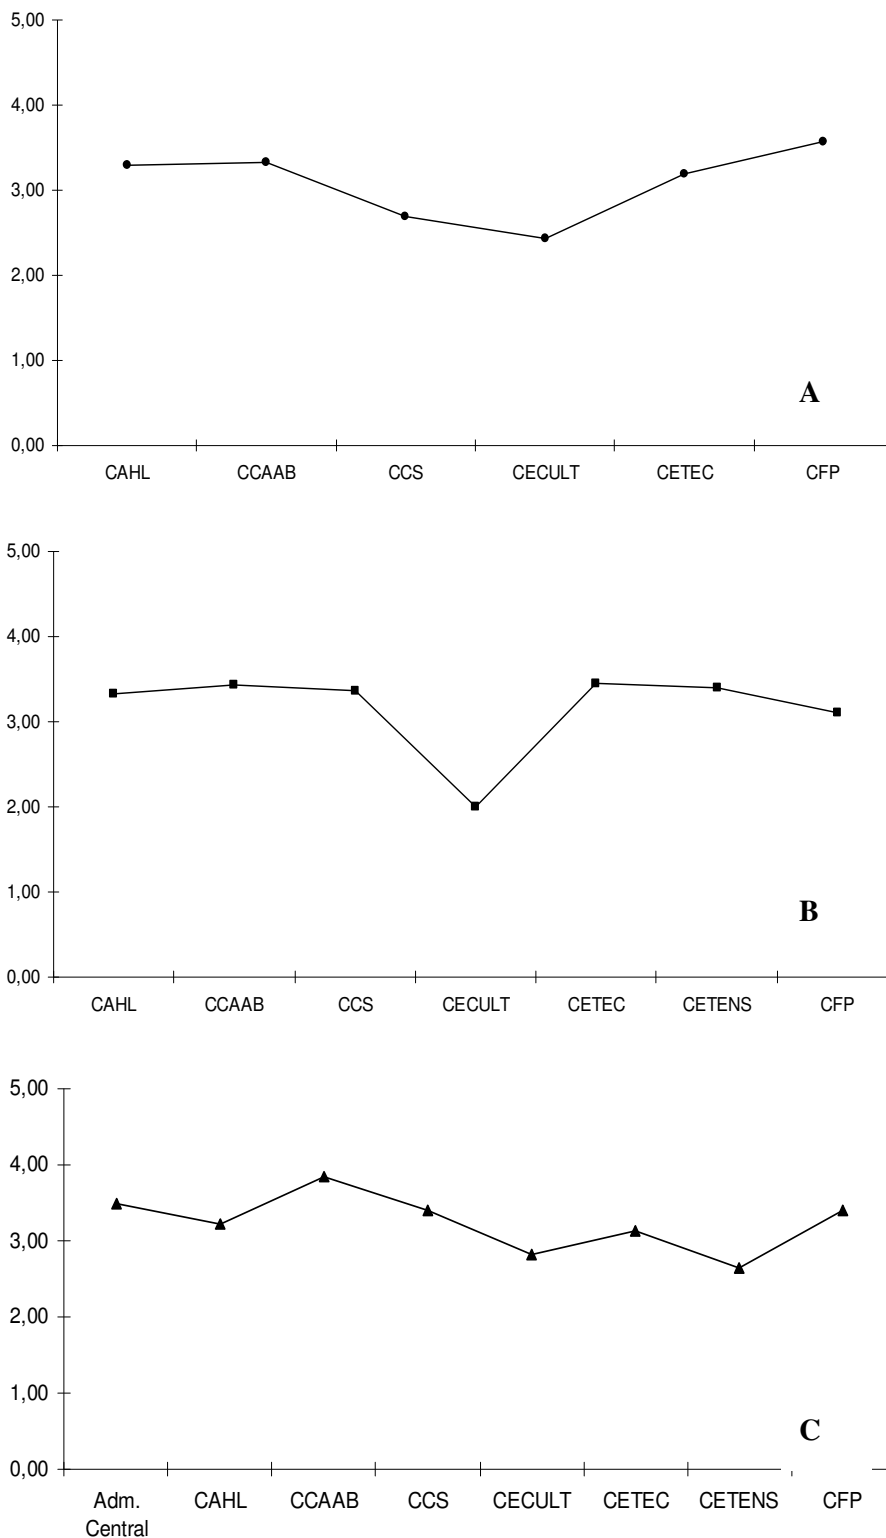 5,00
4,00
3,00
2,00
1,00
A
0,00
CAHL CCAAB CCS CECULT CETEC CFP
5,00
4,00
3,00
2,00
1,00
B
0,00
CAHL CCAAB CCS CECULT CETEC CETENS CFP
5,00
4,00
3,00
2,00
1,00
C
0,00
Adm. CAHL CCAAB CCS CECULT CETEC CETENS CFP
Central